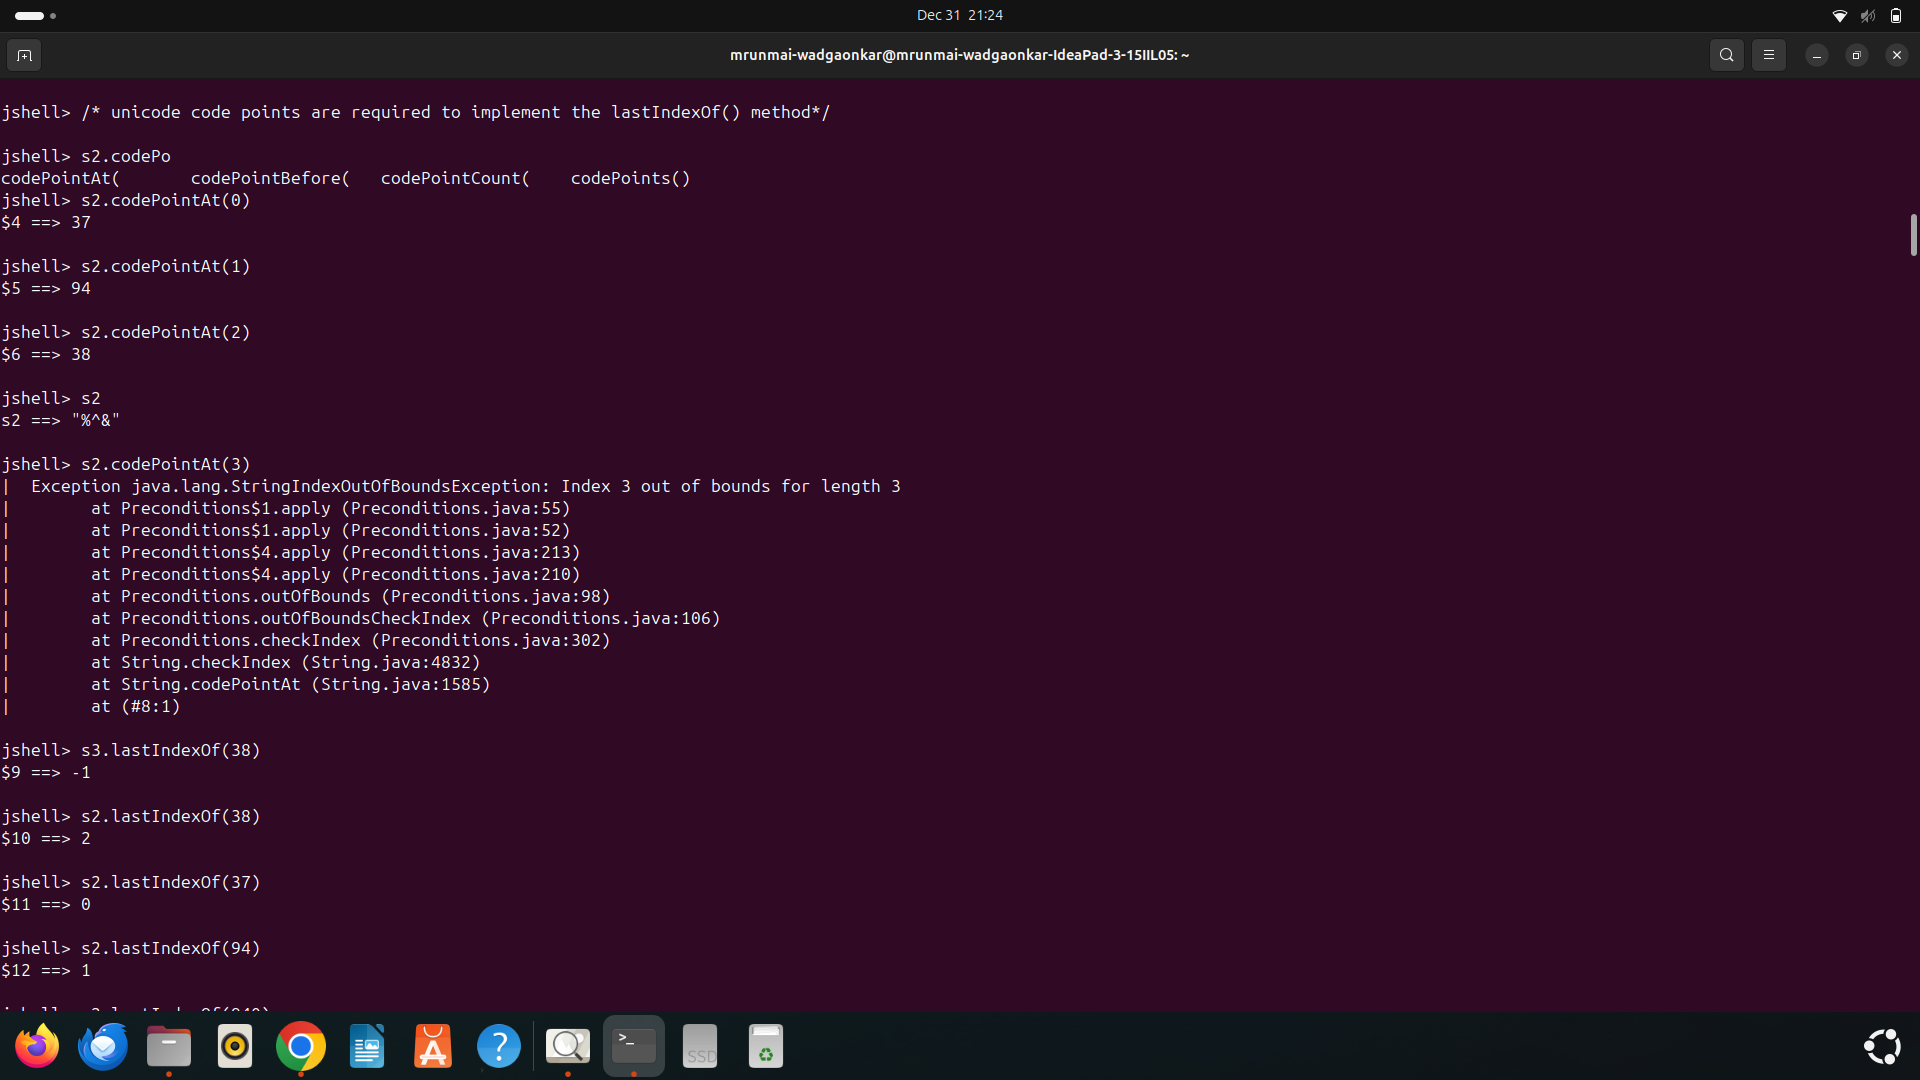 Dec 31 21:24
mrunmai-wadgaonkar@mrunmai-wadgaonkar-IdeaPad-3-15IIL05: ~
jshell> /* unicode code points are required to implement the lastIndexOf() method*/
jshell> s2.codePo
codePointAt( codePointBefore( codePointCount( codePoints()
jshell> s2.codePointAt(0)
$4 ==> 37
jshell> s2.codePointAt(1)
$5 ==> 94
jshell> s2.codePointAt(2)
$6 ==> 38
jshell> s2
s2 ==> "%^&"
jshell> s2.codePointAt(3)
| Exception java.lang.StringIndexOutOfBoundsException: Index 3 out of bounds for length 3
| at Preconditions$1.apply (Preconditions.java:55)
| at Preconditions$1.apply (Preconditions.java:52)
| at Preconditions$4.apply (Preconditions.java:213)
| at Preconditions$4.apply (Preconditions.java:210)
| at Preconditions.outOfBounds (Preconditions.java:98)
| at Preconditions.outOfBoundsCheckIndex (Preconditions.java:106)
| at Preconditions.checkIndex (Preconditions.java:302)
| at String.checkIndex (String.java:4832)
| at String.codePointAt (String.java:1585)
| at (#8:1)
jshell> s3.lastIndexOf(38)
$9 ==> -1
jshell> s2.lastIndexOf(38)
$10 ==> 2
jshell> s2.lastIndexOf(37)
$11 ==> 0
jshell> s2.lastIndexOf(94)
$12 ==> 1
SSD